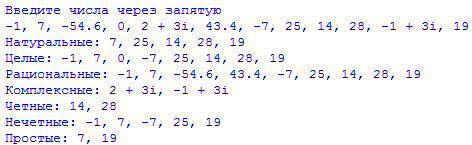 Введите числа через запятую
-1, 7, -54.6, 0, 2 + 3i, 43.4, -7, 25, 14, 28, -1 + 3i, 19
Натуральные: 7, 25, 14, 28, 19
Целые: -1, 7, 0, -7, 25, 14, 28, 19
Рациональные: -1, 7, -54.6, 43.4, -7, 25, 14, 28, 19
Комплексные: 2 + 3i, -1 + 3i
Четные: 14, 28
Нечетные: -1, 7, -7, 25, 19
Простые: 7, 19